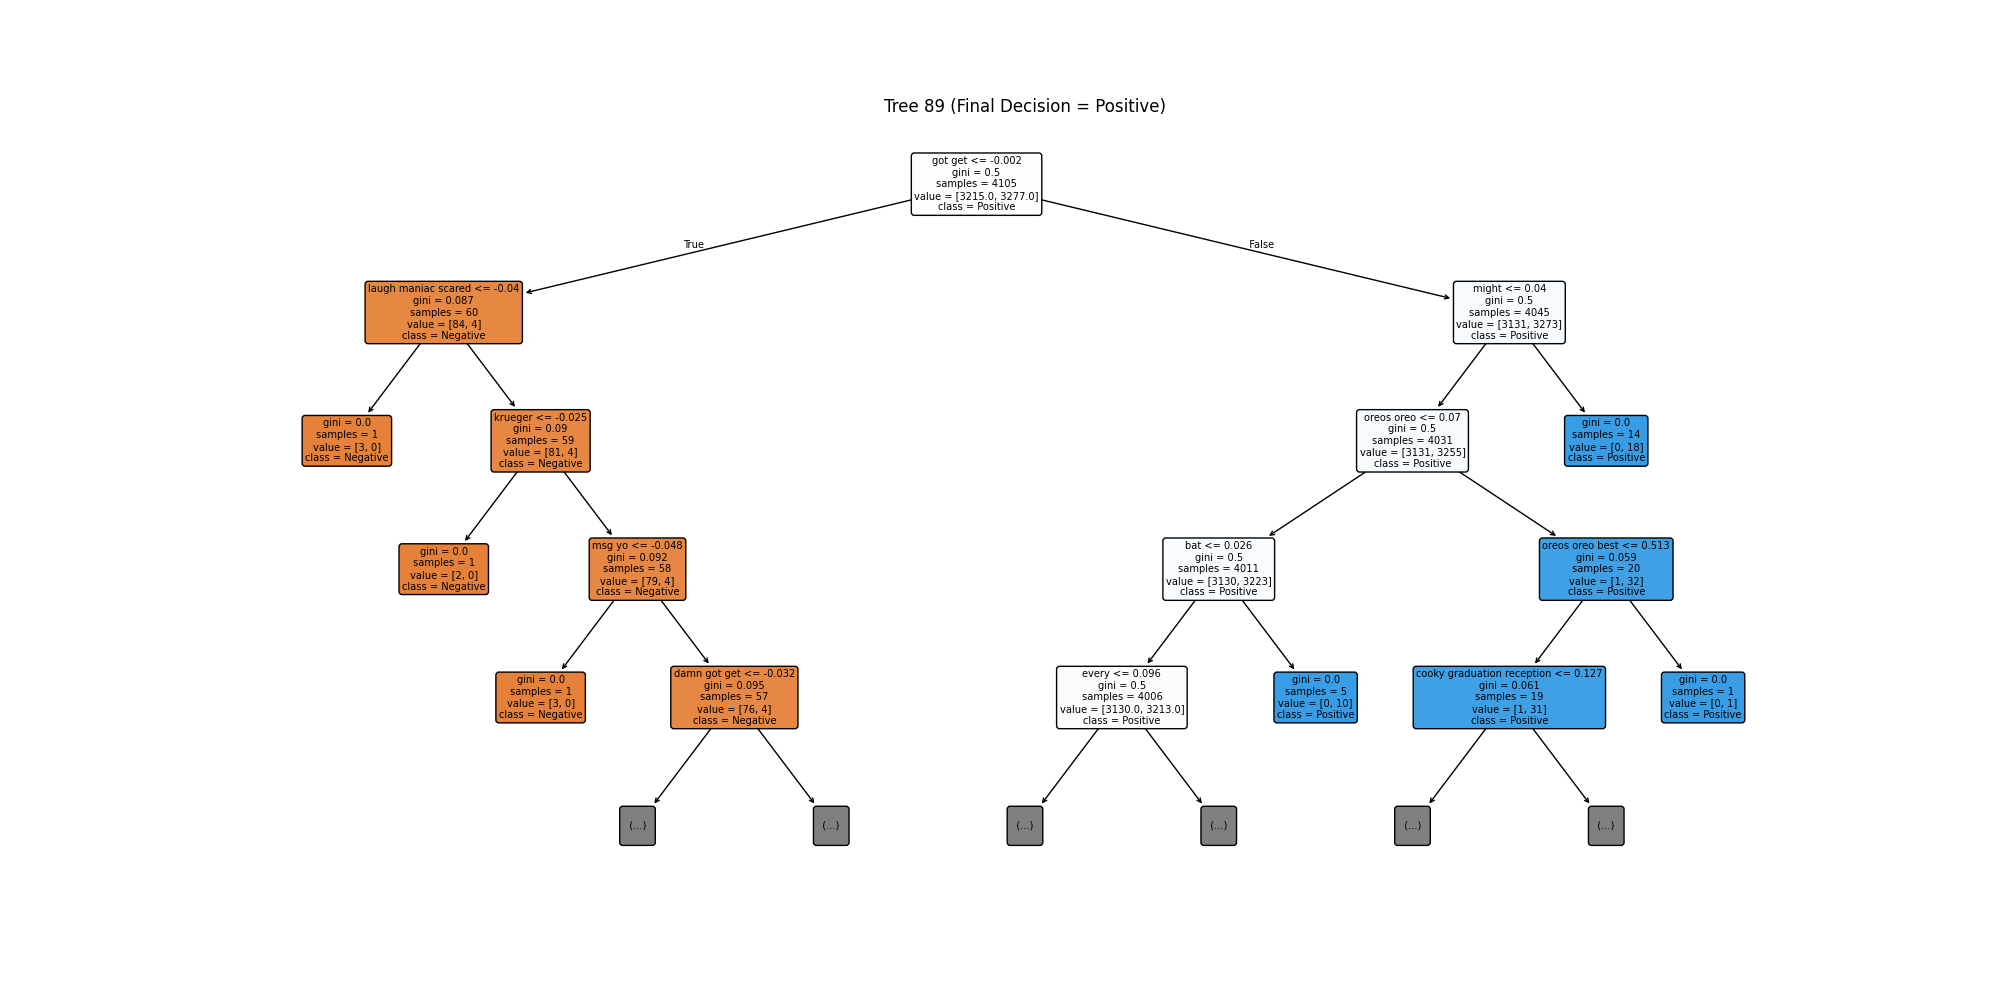 Tree 89 (Final Decision = Positive)
got get <= -0.002
gini = 0.5
samples = 4105
value = [3215.0, 3277.0]
class = Positive
True
False
laugh maniac scared <= -0.04
gini = 0.087
samples = 60
value = [84, 4]
class = Negative
might <= 0.04
gini = 0.5
samples = 4045
value = [3131, 3273]
class = Positive
gini = 0.0
samples = 1
value = [3, 0]
class = Negative
krueger <= -0.025
gini = 0.09
samples = 59
value = [81, 4]
class = Negative
oreos oreo <= 0.07
gini = 0.5
samples = 4031
value = [3131, 3255]
class = Positive
gini = 0.0
samples = 14
value = [0, 18]
class = Positive
gini = 0.0
samples = 1
value = [2, 0]
class = Negative
msg yo <= -0.048
gini = 0.092
samples = 58
value = [79, 4]
class = Negative
bat <= 0.026
gini = 0.5
samples = 4011
value = [3130, 3223]
class = Positive
oreos oreo best <= 0.513
gini = 0.059
samples = 20
value = [1, 32]
class = Positive
gini = 0.0
samples = 1
value = [3, 0]
class = Negative
damn got get <= -0.032
gini = 0.095
samples = 57
value = [76, 4]
class = Negative
every <= 0.096
gini = 0.5
samples = 4006
value = [3130.0, 3213.0]
class = Positive
gini = 0.0
samples = 5
value = [0, 10]
class = Positive
cooky graduation reception <= 0.127
gini = 0.061
samples = 19
value = [1, 31]
class = Positive
gini = 0.0
samples = 1
value = [0, 1]
class = Positive
(...)
(...)
(...)
(...)
(...)
(...)